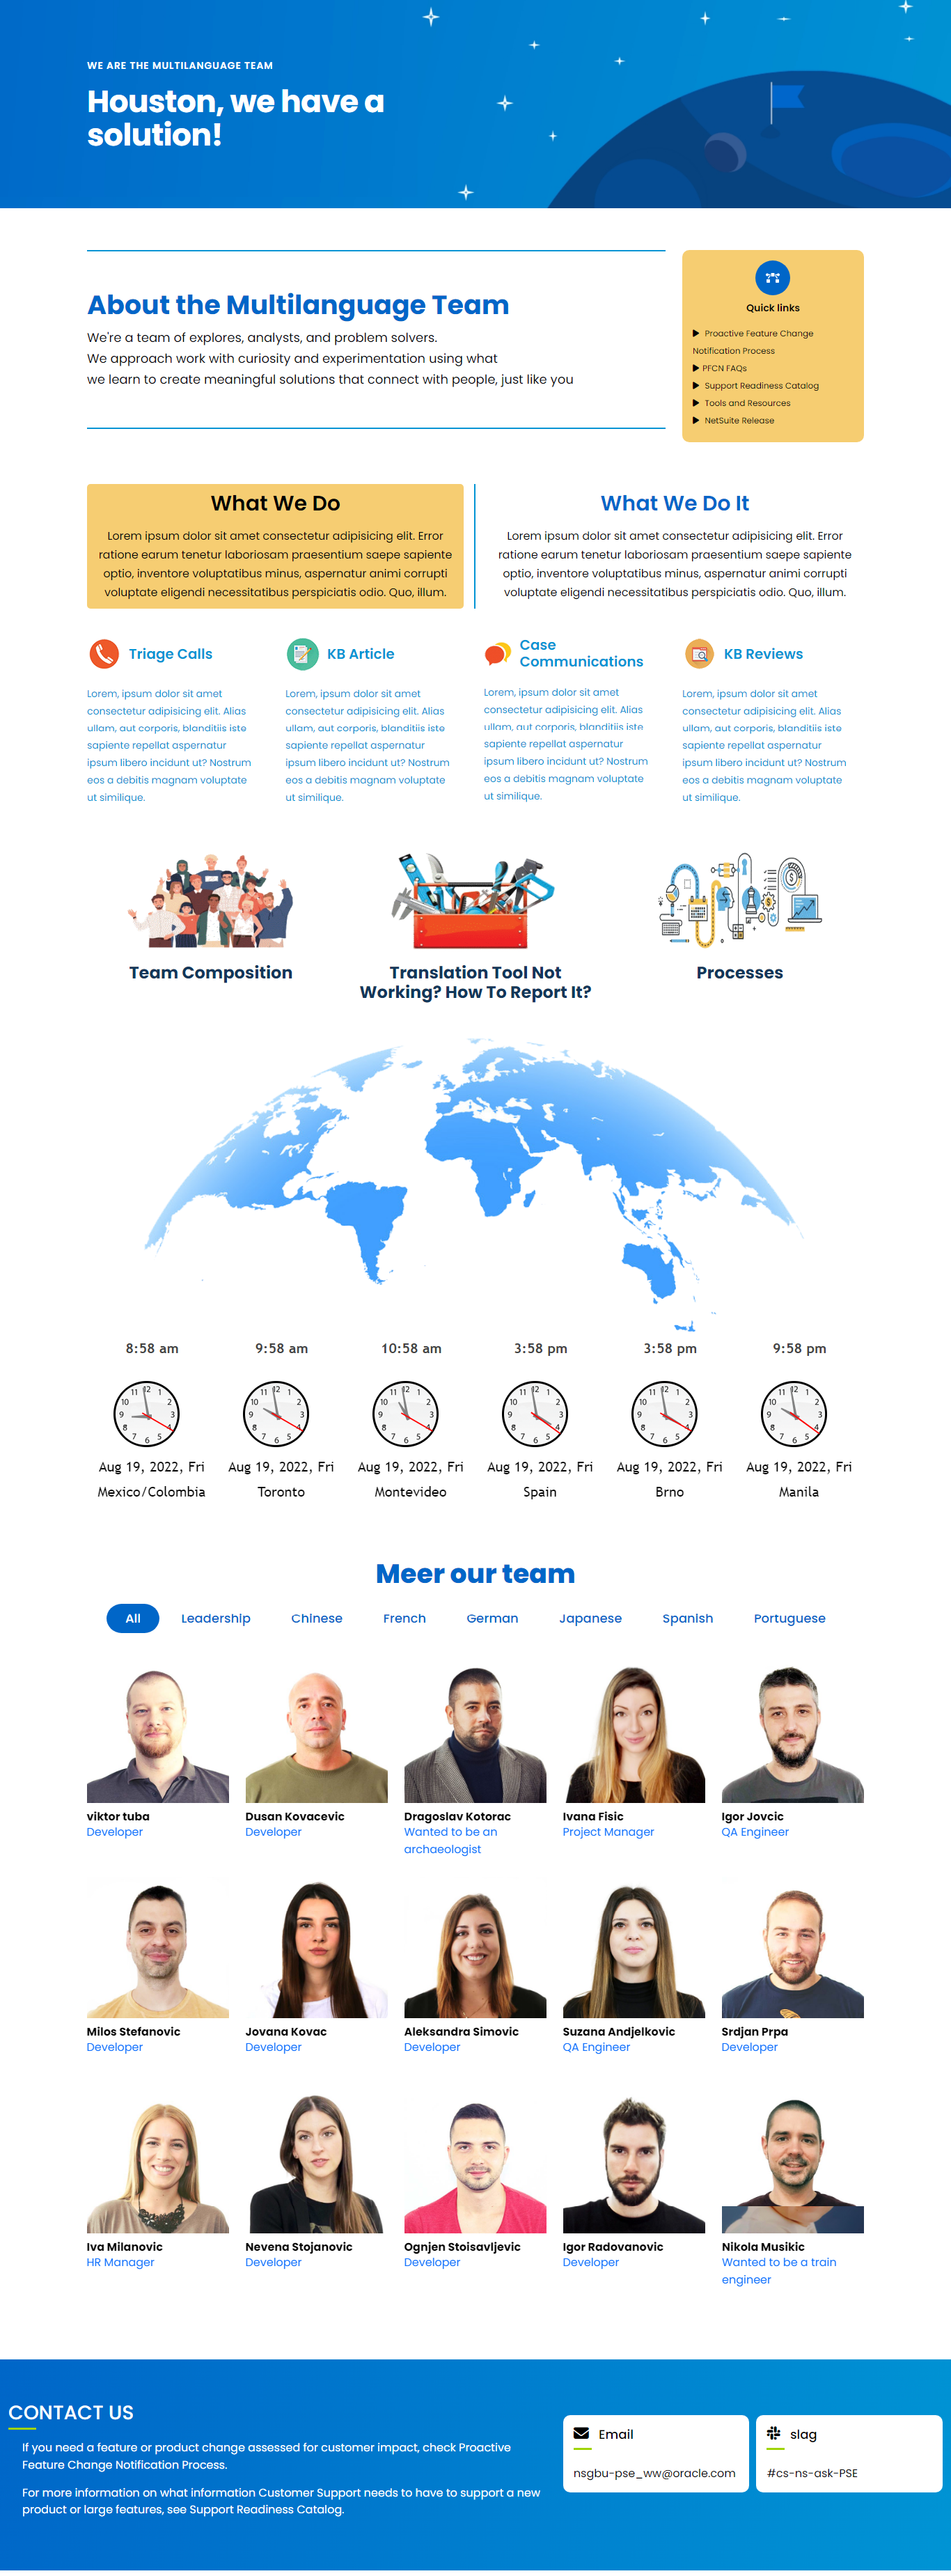 WE ARE THE MULTILANGUAGE TEAM
Houston, we have a
solution!
About the Multilanguage Team
We're a team of explores, analysts, and problem solvers.
We approach work with curiosity and experimentation using what
we learn to create meaningful solutions that connect with people, just like you
Quick links
Proactive Feature Change
Notification Process
PFCN FAQs
Support Readiness Catalog
Tools and Resources
NetSuite Release
What We Do
Lorem ipsum dolor sit amet consectetur adipisicing elit. Error
ratione earum tenetur laboriosam praesentium saepe sapiente
optio, inventore voluptatibus minus, aspernatur animi corrupti
voluptate eligendi necessitatibus perspiciatis odio. Quo, illum.
What We Do It
Lorem ipsum dolor sit amet consectetur adipisicing elit. Error
ratione earum tenetur laboriosam praesentium saepe sapiente
optio, inventore voluptatibus minus, aspernatur animi corrupti
voluptate eligendi necessitatibus perspiciatis odio. Quo, illum.
Triage Calls
Lorem, ipsum dolor sit amet
consectetur adipisicing elit. Alias
ullam, aut corporis, blanditiis iste
sapiente repellat aspernatur
ipsum libero incidunt ut? Nostrum
eos a debitis magnam voluptate
ut similique.
KB Article
Lorem, ipsum dolor sit amet
consectetur adipisicing elit. Alias
ullam, aut corporis, blanditiis iste
sapiente repellat aspernatur
ipsum libero incidunt ut? Nostrum
eos a debitis magnam voluptate
ut similique.
Case
Communications
Lorem, ipsum dolor sit amet
consectetur adipisicing elit. Alias
ullam, aut corporis, blanditiis iste
sapiente repellat aspernatur
ipsum libero incidunt ut? Nostrum
eos a debitis magnam voluptate
ut similique.
KB Reviews
Lorem, ipsum dolor sit amet
consectetur adipisicing elit. Alias
ullam, aut corporis, blanditiis iste
sapiente repellat aspernatur
ipsum libero incidunt ut? Nostrum
eos a debitis magnam voluptate
ut similique.
Team Composition
Translation Tool Not
Working? How To Report It?
Processes
8:58 am
9:58 am
10:58 am
3:58 pm
3:58 pm
9:58 pm
Aug 19, 2022, Fri
Mexico/Colombia
Aug 19, 2022, Fri
Toronto
Aug 19, 2022, Fri
Montevideo
Aug 19, 2022, Fri
Spain
Aug 19, 2022, Fri
Brno
Aug 19, 2022, Fri
Manila
Meer our team
All
Leadership
Chinese
French
German
Japanese
Spanish
Portuguese
viktor tuba
Developer
Dusan Kovacevic
Developer
Dragoslav Kotorac
Wanted to be an
archaeologist
Ivana Fisic
Project Manager
Igor Jovcic
QA Engineer
Milos Stefanovic
Developer
Jovana Kovac
Developer
Aleksandra Simovic
Developer
Suzana Andjelkovic
QA Engineer
Srdjan Prpa
Developer
Iva Milanovic
HR Manager
Nevena Stojanovic
Developer
Ognjen Stoisavljevic
Developer
Igor Radovanovic
Developer
Nikola Musikic
Wanted to be a train
engineer
CONTACT US
If you need a feature or product change assessed for customer impact, check Proactive
Feature Change Notification Process.
For more information on what information Customer Support needs to have to support a new
product or large features, see Support Readiness Catalog.
Email
nsgbu-pse_ww@oracle.com
slag
#cs-ns-ask-PSE